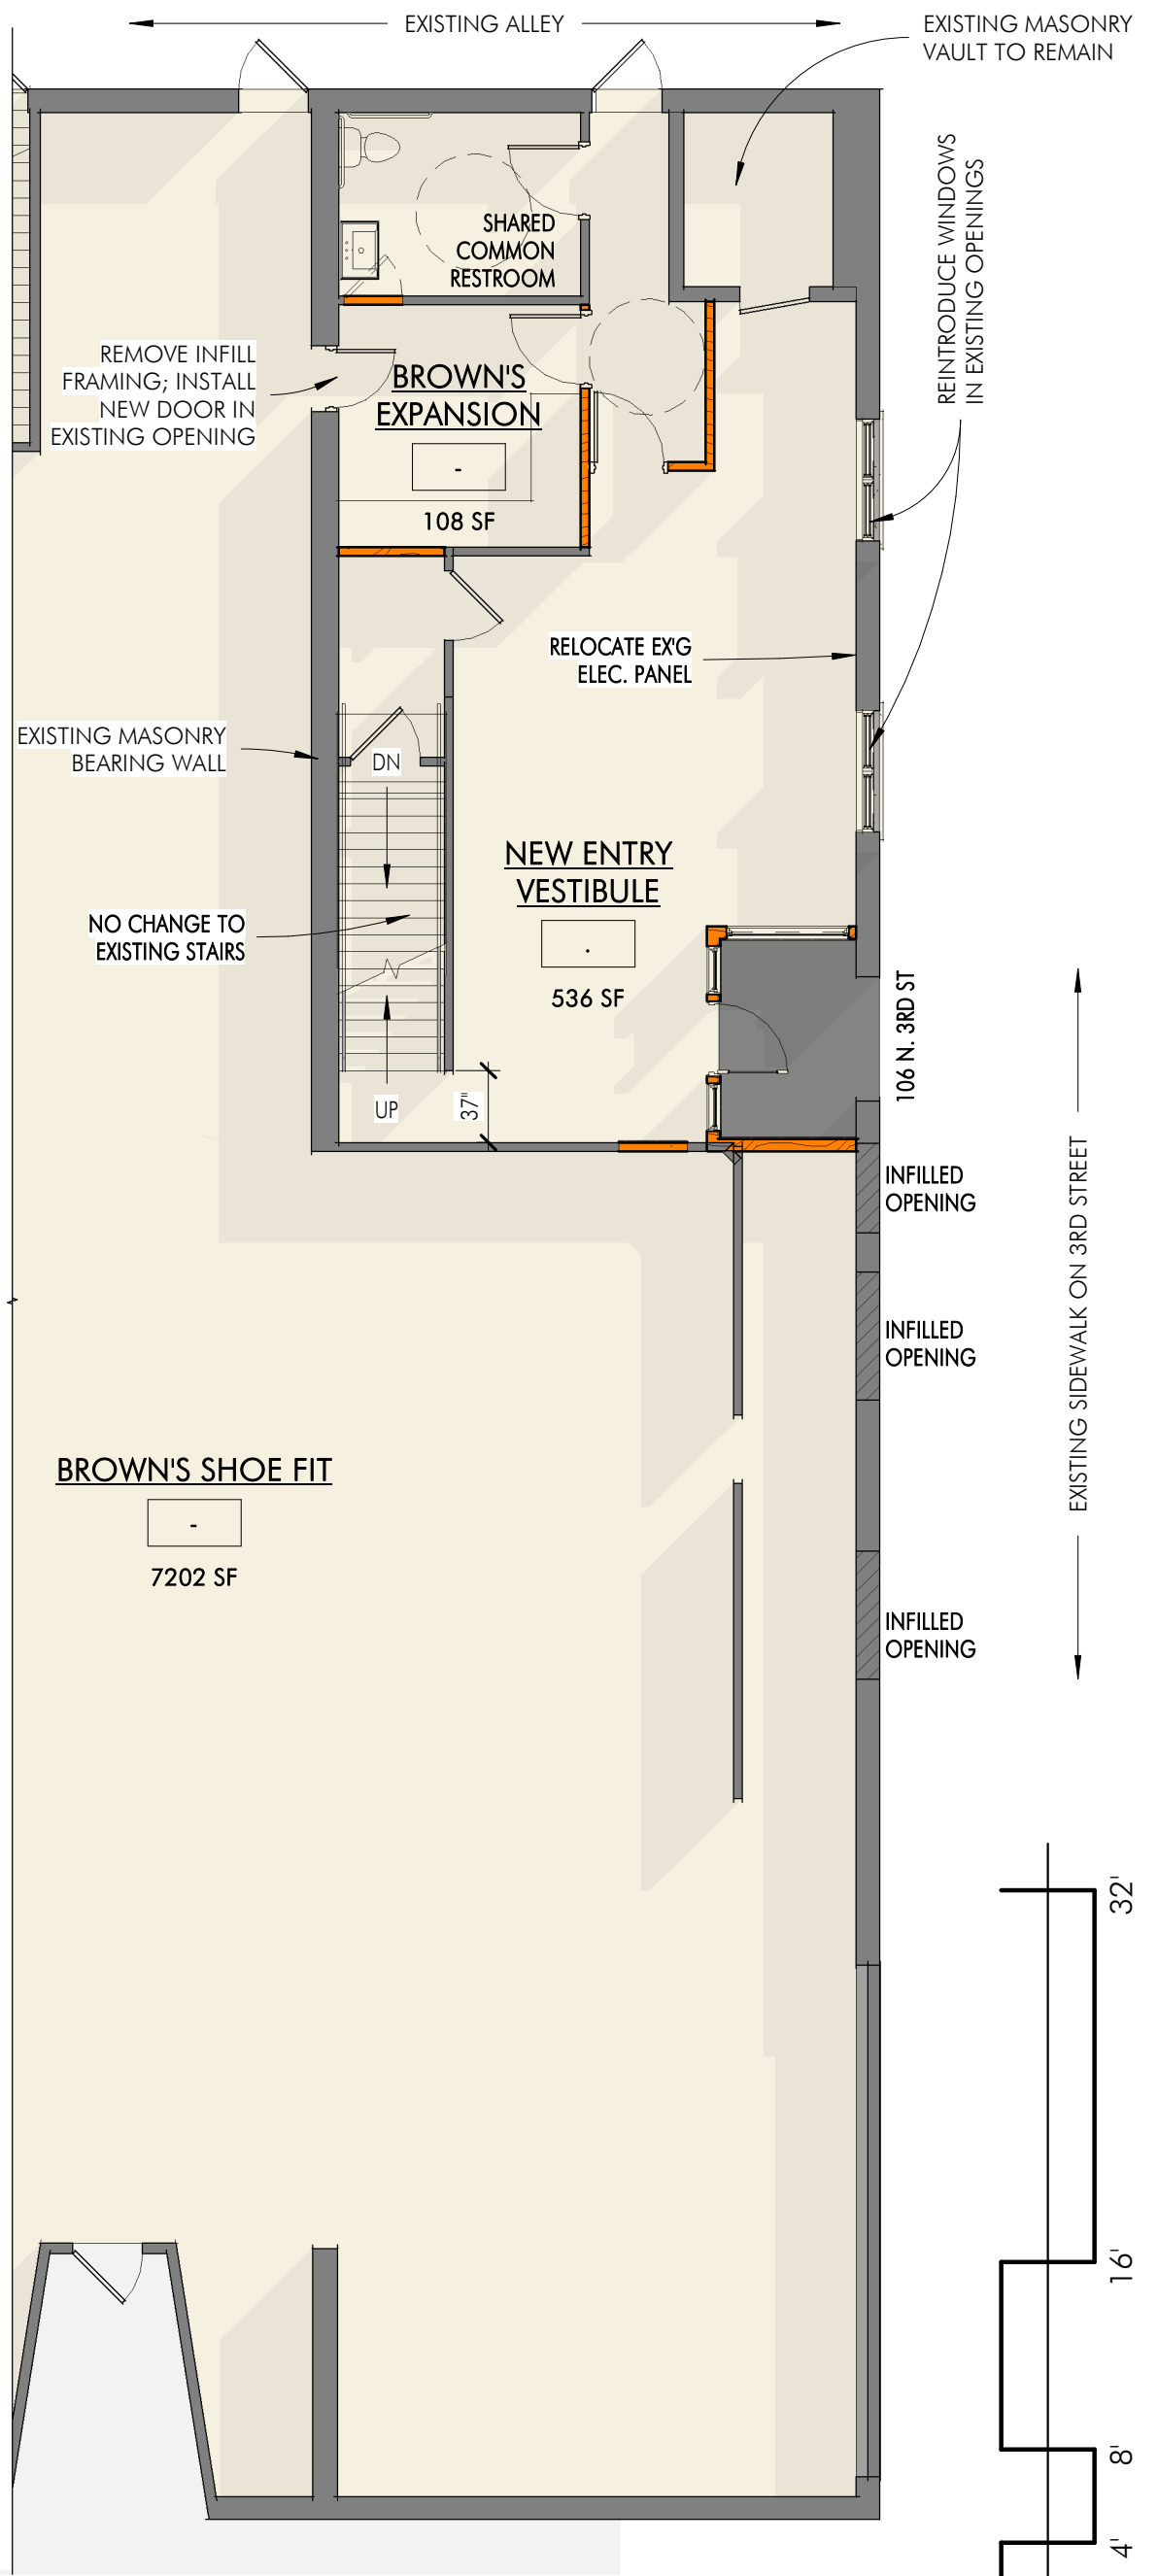 EXISTING ALLEY
EXISTING MASONRY
VAULT TO REMAIN
REINTRODUCE WINDOWS
IN EXISTING OPENINGS
SHARED
COMMON
RESTROOM
REMOVE INFILL
FRAMING; INSTALL
NEW DOOR IN
EXISTING OPENING
BROWN'S
EXPANSION
-
108 SF
RELOCATE EX'G
ELEC. PANEL
EXISTING MASONRY
BEARING WALL
DN
NEW ENTRY
VESTIBULE
.
536 SF
NO CHANGE TO
EXISTING STAIRS
106 N. 3RD ST
UP
37"
INFILLED
OPENING
EXISTING SIDEWALK ON 3RD STREET
INFILLED
OPENING
BROWN'S SHOE FIT
-
7202 SF
INFILLED
OPENING
32'
16'
8'
4'